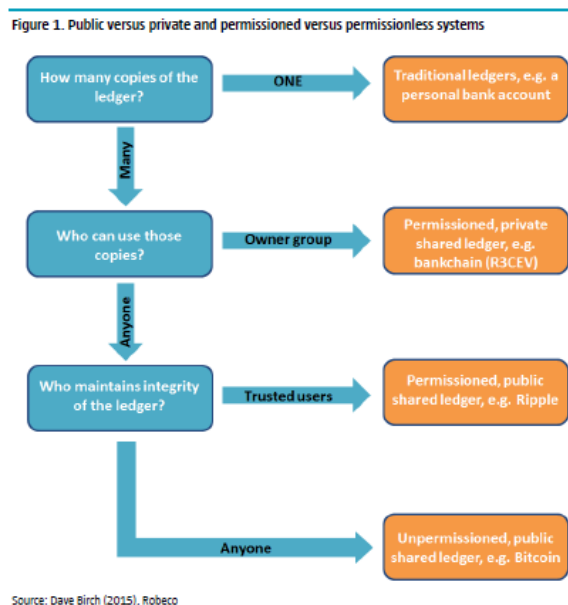 Figure 1. Public versus private and permissioned versus permissionless systems
How many copies of the
ledger?
ONE
Traditional ledgers, e.g. a
personal bank account
Many
Who can use those
copies?
Owner group
Permissioned, private
shared ledger, e.g.
bankchain (R3CEV)
Anyone
Who maintains integrity
of the ledger?
Trusted users
Permissioned, public
shared ledger, e.g. Ripple
Anyone
Unpermissioned, public
shared ledger, e.g. Bitcoin
Source: Dave Birch (2015), Robeco